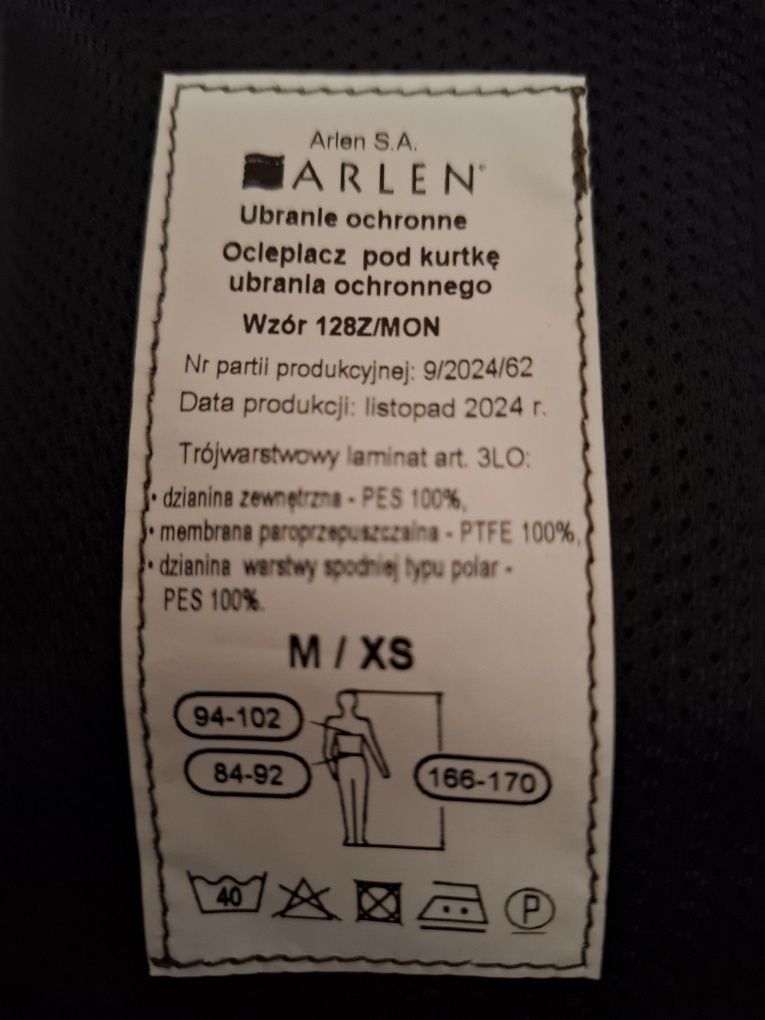 Arlen S.A.
ARLEN®
Ubranie ochronne
Ocieplacz pod kurtkę
ubrania ochronnego
Wzór 128Z/MON
Nr partii produkcyjnej: 9/2024/62
Data produkcji: listopad 2024 r.
Trójwarstwowy laminat art. 3LO:
• dzianina zewnętrzna - PES 100%,
• membrana paroprzepuszczalna - PTFE 100%,
• dzianina warstwy spodniej typu polar -
PES 100%.
M / XS
94-102
84-92
166-170
40
P